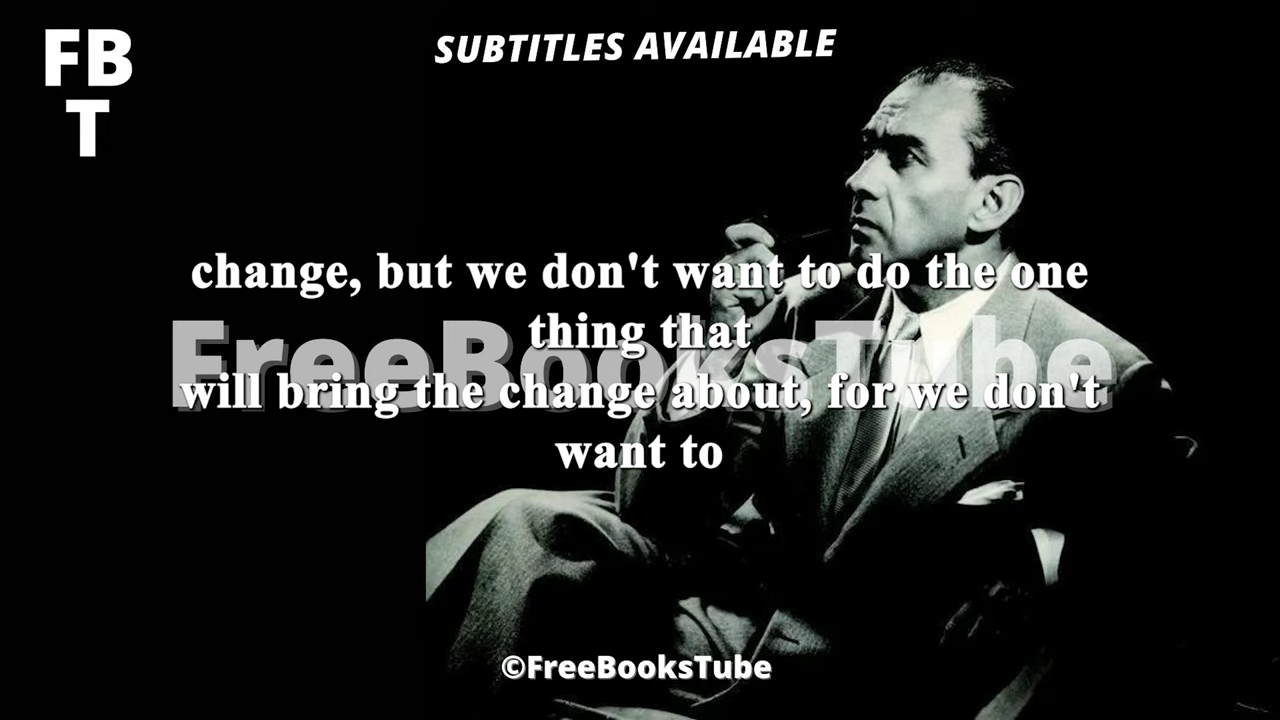 FB
T
SUBTITLES AVAILABLE
change, but we don't want to do the one
thing that
FreeBooksTube
will bring the change about, for we don't
want to
©FreeBooksTube